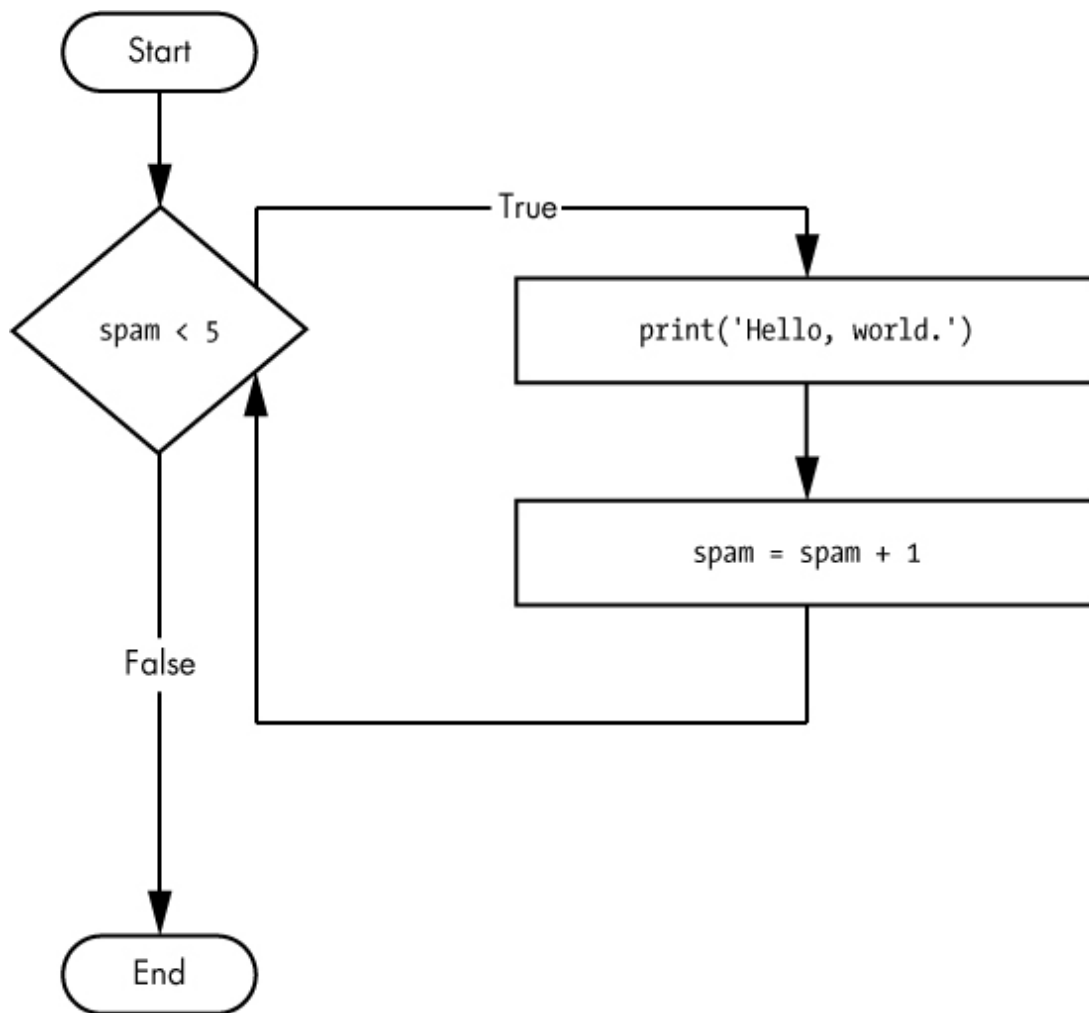 Start
True
spam < 5
print('Hello, world.')
spam = spam + 1
False
End